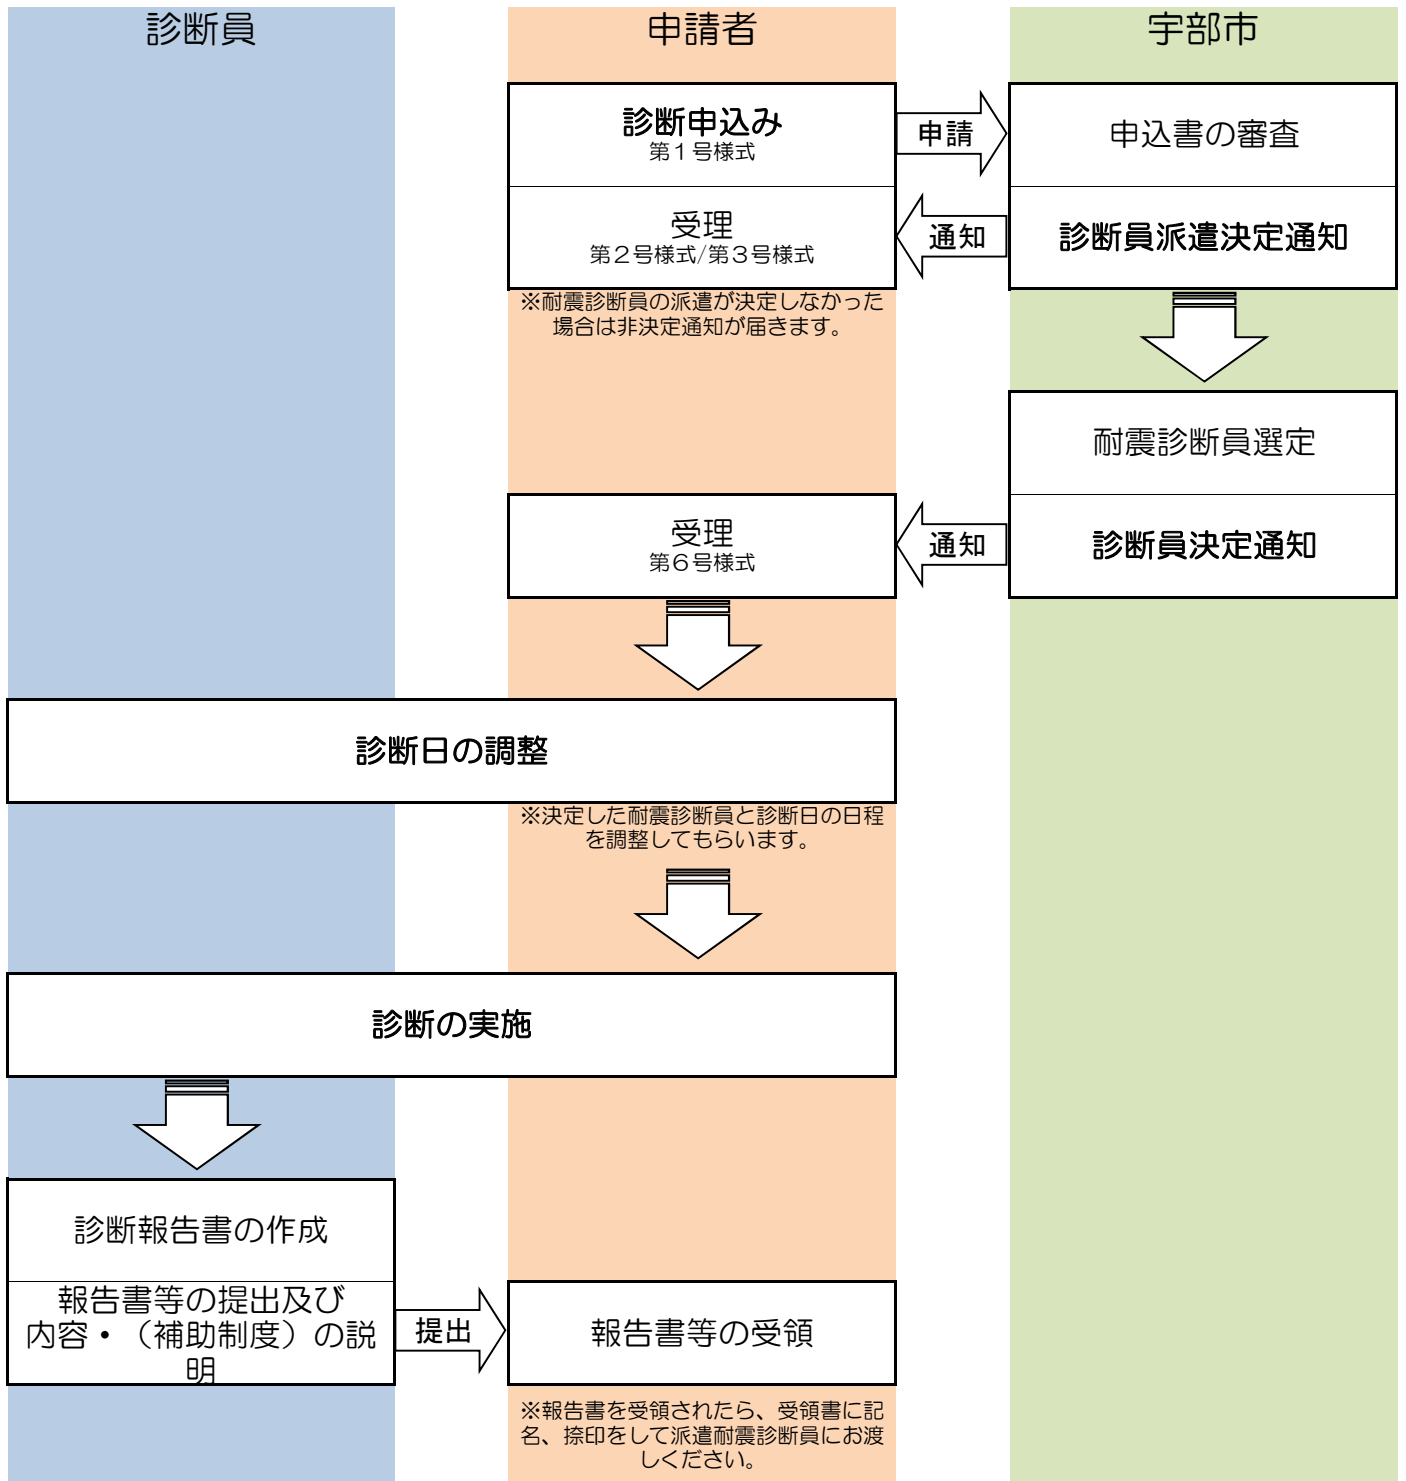 診断員
申請者
宇部市
診断申込み
第１号様式
申請
申込書の審査
受理
第２号様式/第３号様式
通知
診断員派遣決定通知
※耐震診断員の派遣が決定しなかった
場合は非決定通知が届きます。
耐震診断員選定
受理
第６号様式
通知
診断員決定通知
診断日の調整
※決定した耐震診断員と診断日の日程
を調整してもらいます。
診断の実施
診断報告書の作成
報告書等の提出及び
内容・（補助制度）の説
明
提出
報告書等の受領
※報告書を受領されたら、受領書に記
名、捺印をして派遣耐震診断員にお渡
しください。